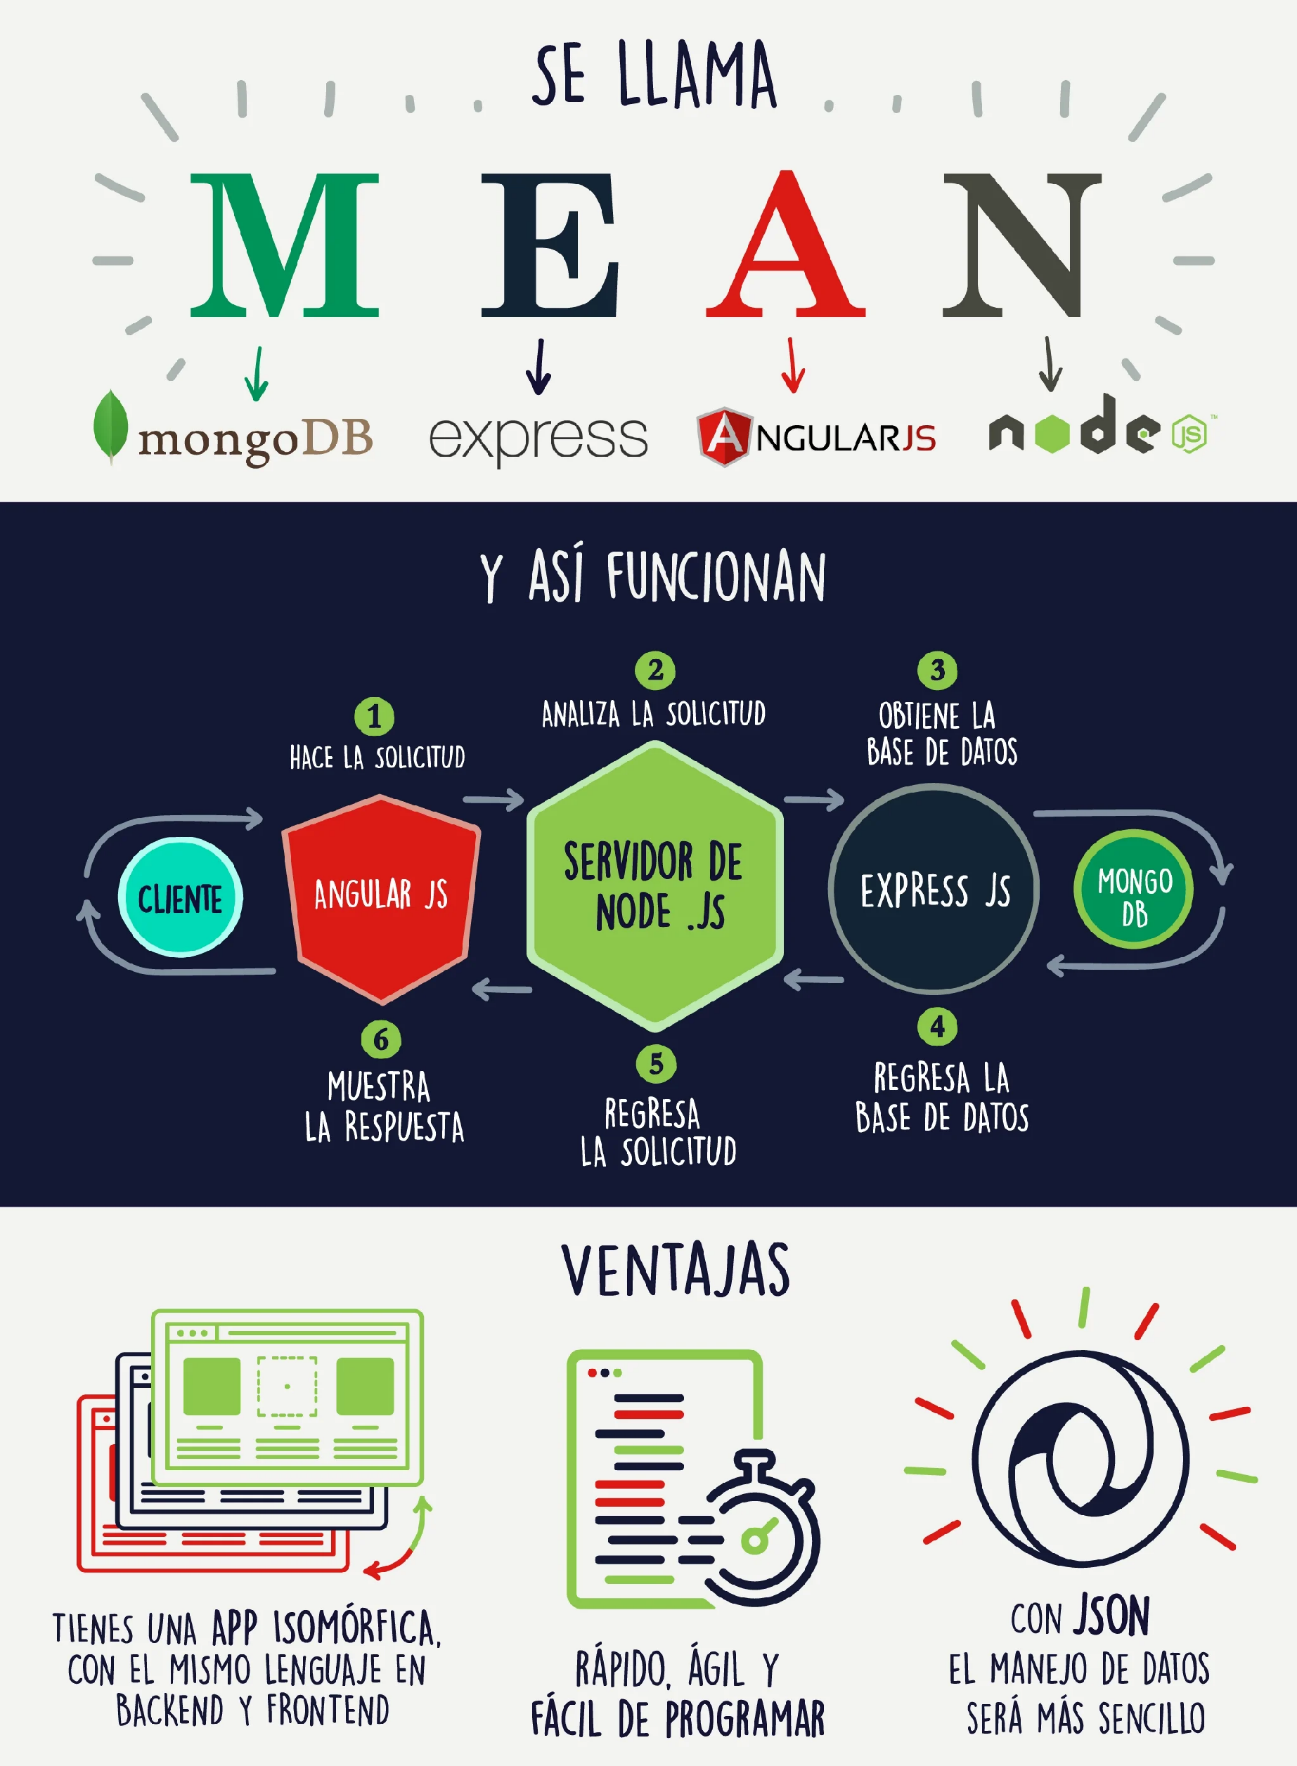 SE LLAMA
M E A N
mongoDB express ANGULARJS node JS™
Y ASÍ FUNCIONAN
1
HACE LA SOLICITUD
2
ANALIZA LA SOLICITUD
3
OBTIENE LA
BASE DE DATOS
CLIENTE
ANGULAR JS
SERVIDOR DE
NODE .JS
EXPRESS JS
MONGO
DB
6
MUESTRA
LA RESPUESTA
5
REGRESA
LA SOLICITUD
4
REGRESA LA
BASE DE DATOS
VENTAJAS
TIENES UNA APP ISOMÓRFICA,
CON EL MISMO LENGUAJE EN
BACKEND Y FRONTEND
RÁPIDO, ÁGIL Y
FÁCIL DE PROGRAMAR
CON JSON
EL MANEJO DE DATOS
SERÁ MÁS SENCILLO